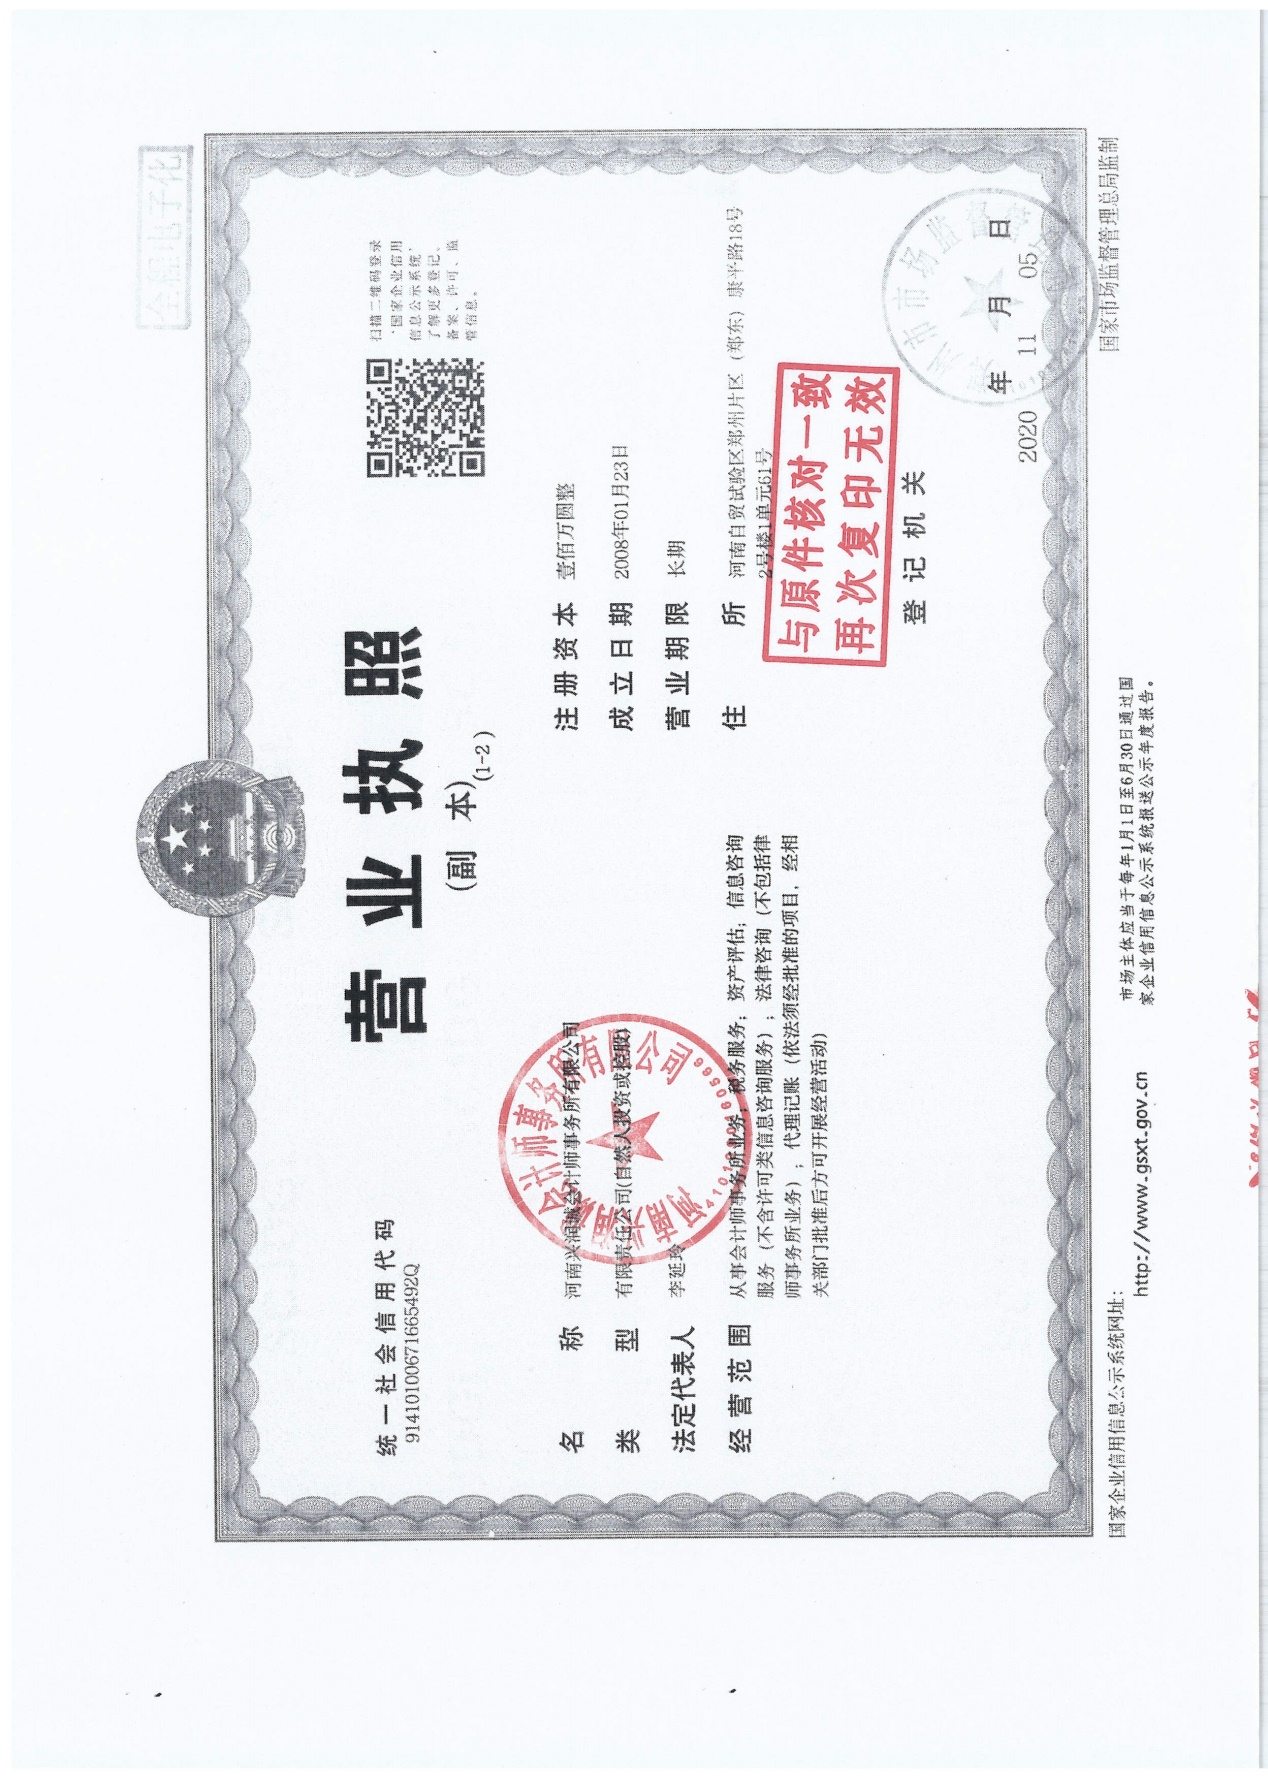 全程电子化
营业执照
(副 本)
(1-2)
统一社会信用代码
91410100671665492Q
扫描二维码登录
“国家企业信用
信息公示系统”
了解更多登记、
备案、许可、监
管信息。
名 称 河南兴润诚会计师事务所有限公司
类 型 有限责任公司(自然人投资或控股)
法定代表人 李延玲
经营范围 从事会计师事务所业务；税务服务；资产评估；信息咨询
服务（不含许可类信息咨询服务）；法律咨询（不包括律
师事务所业务）；代理记账（依法须经批准的项目，经相
关部门批准后方可开展经营活动）
注册资本 壹佰万圆整
成立日期 2008年01月23日
营业期限 长期
住 所 河南自贸试验区郑州片区（郑东）康平路18号
2号楼1单元61号
与原件核对一致
再次复印无效
登记机关
2020 年 11 月 05 日
国家企业信用信息公示系统网址：
http://www.gsxt.gov.cn
市场主体应当于每年1月1日至6月30日通过国
家企业信用信息公示系统报送公示年度报告。
国家市场监督管理总局监制